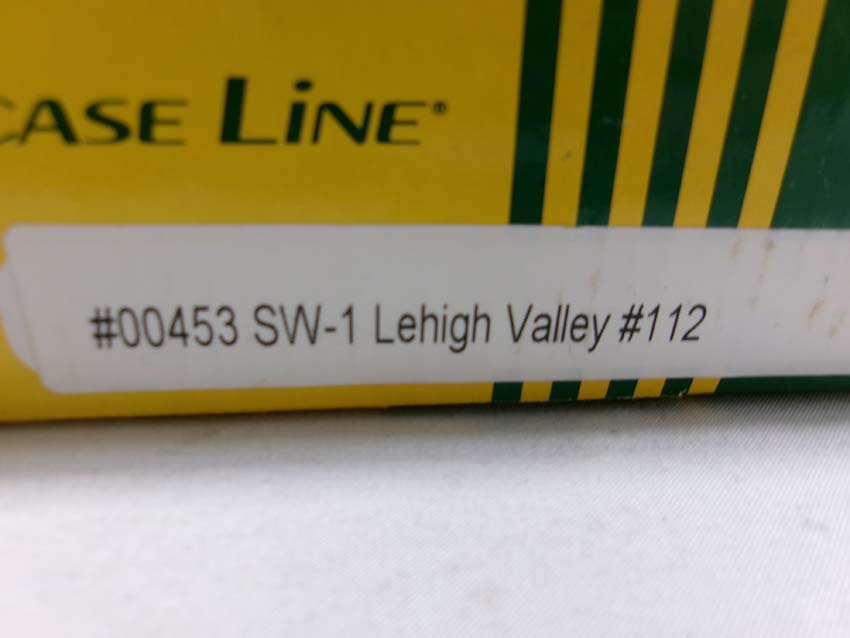 CASE LINE®
#00453 SW-1 Lehigh Valley #112